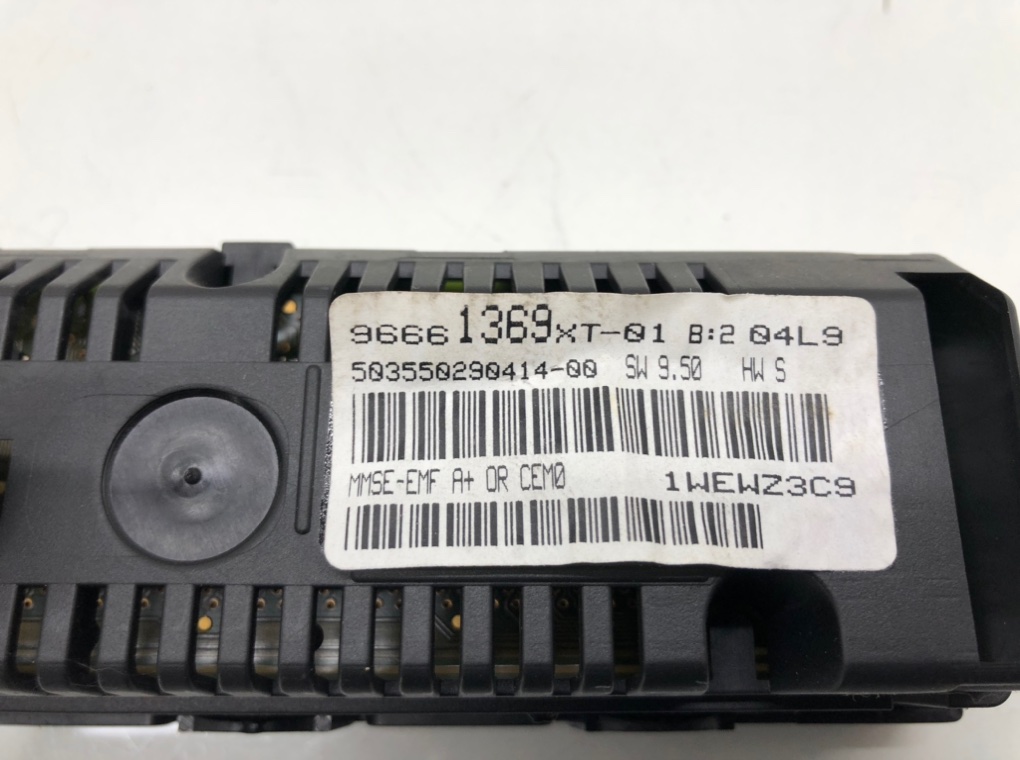 96661369XT-01 B:2 04L9
503550290414-00 SW 9.50 HW S
MMSE-EMF A+ OR CEM0 1WEWZ3C9